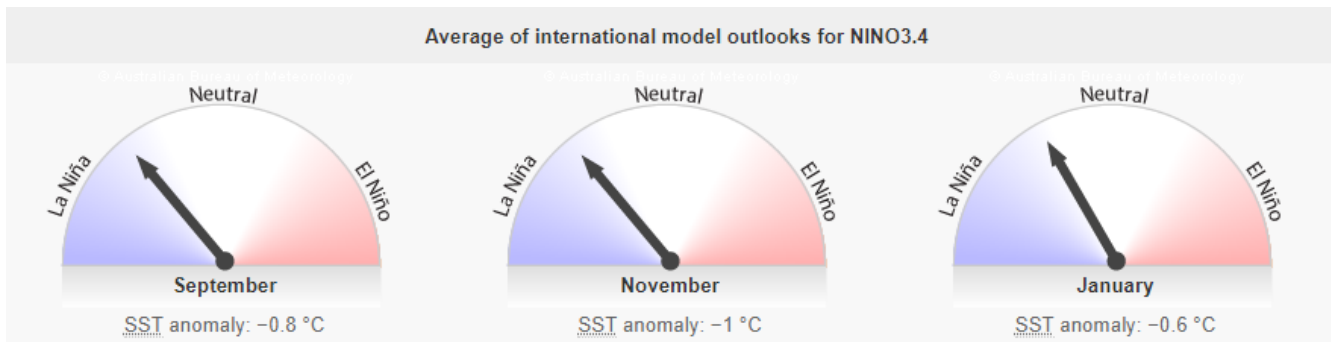 Average of international model outlooks for NINO3.4
© Australian Bureau of Meteorology
© Australian Bureau of Meteorology
© Australian Bureau of Meteorology
Neutral
La Niña
El Niño
Neutral
La Niña
El Niño
Neutral
La Niña
El Niño
September
November
January
SST anomaly: −0.8 °C
SST anomaly: −1 °C
SST anomaly: −0.6 °C